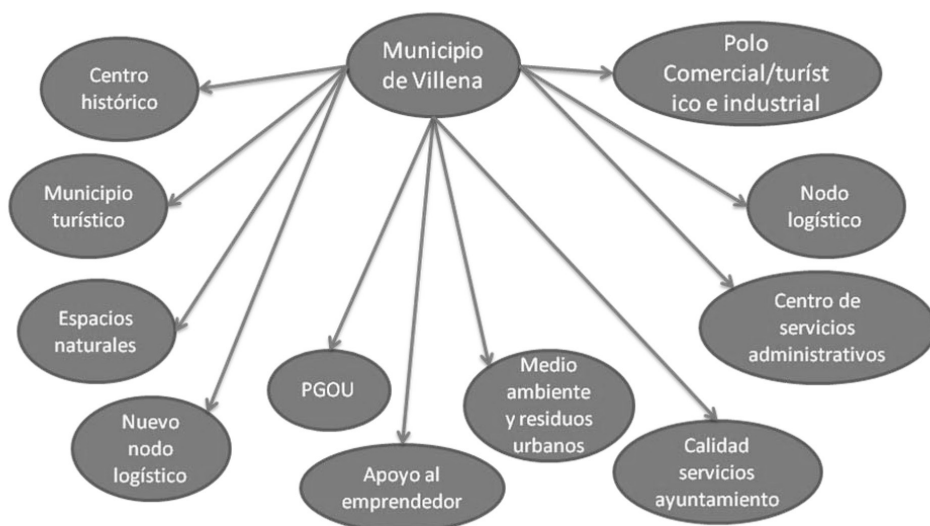 Municipio
de Villena
Polo
Comercial/turíst
ico e industrial
Centro
histórico
Municipio
turístico
Nodo
logístico
Espacios
naturales
Centro de
servicios
administrativos
PGOU
Medio
ambiente
y residuos
urbanos
Nuevo
nodo
logístico
Apoyo al
emprendedor
Calidad
servicios
ayuntamiento